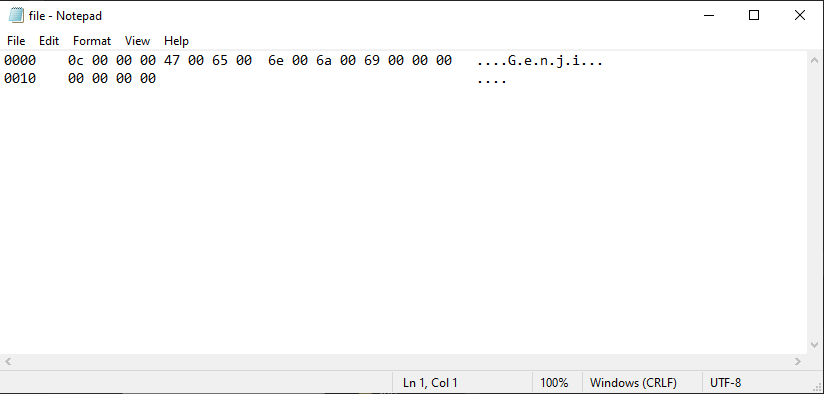 file - Notepad
File Edit Format View Help
0000    0c 00 00 00 47 00 65 00  6e 00 6a 00 69 00 00 00   ....G.e.n.j.i...
0010    00 00 00 00                                        ....
Ln 1, Col 1 100% Windows (CRLF) UTF-8